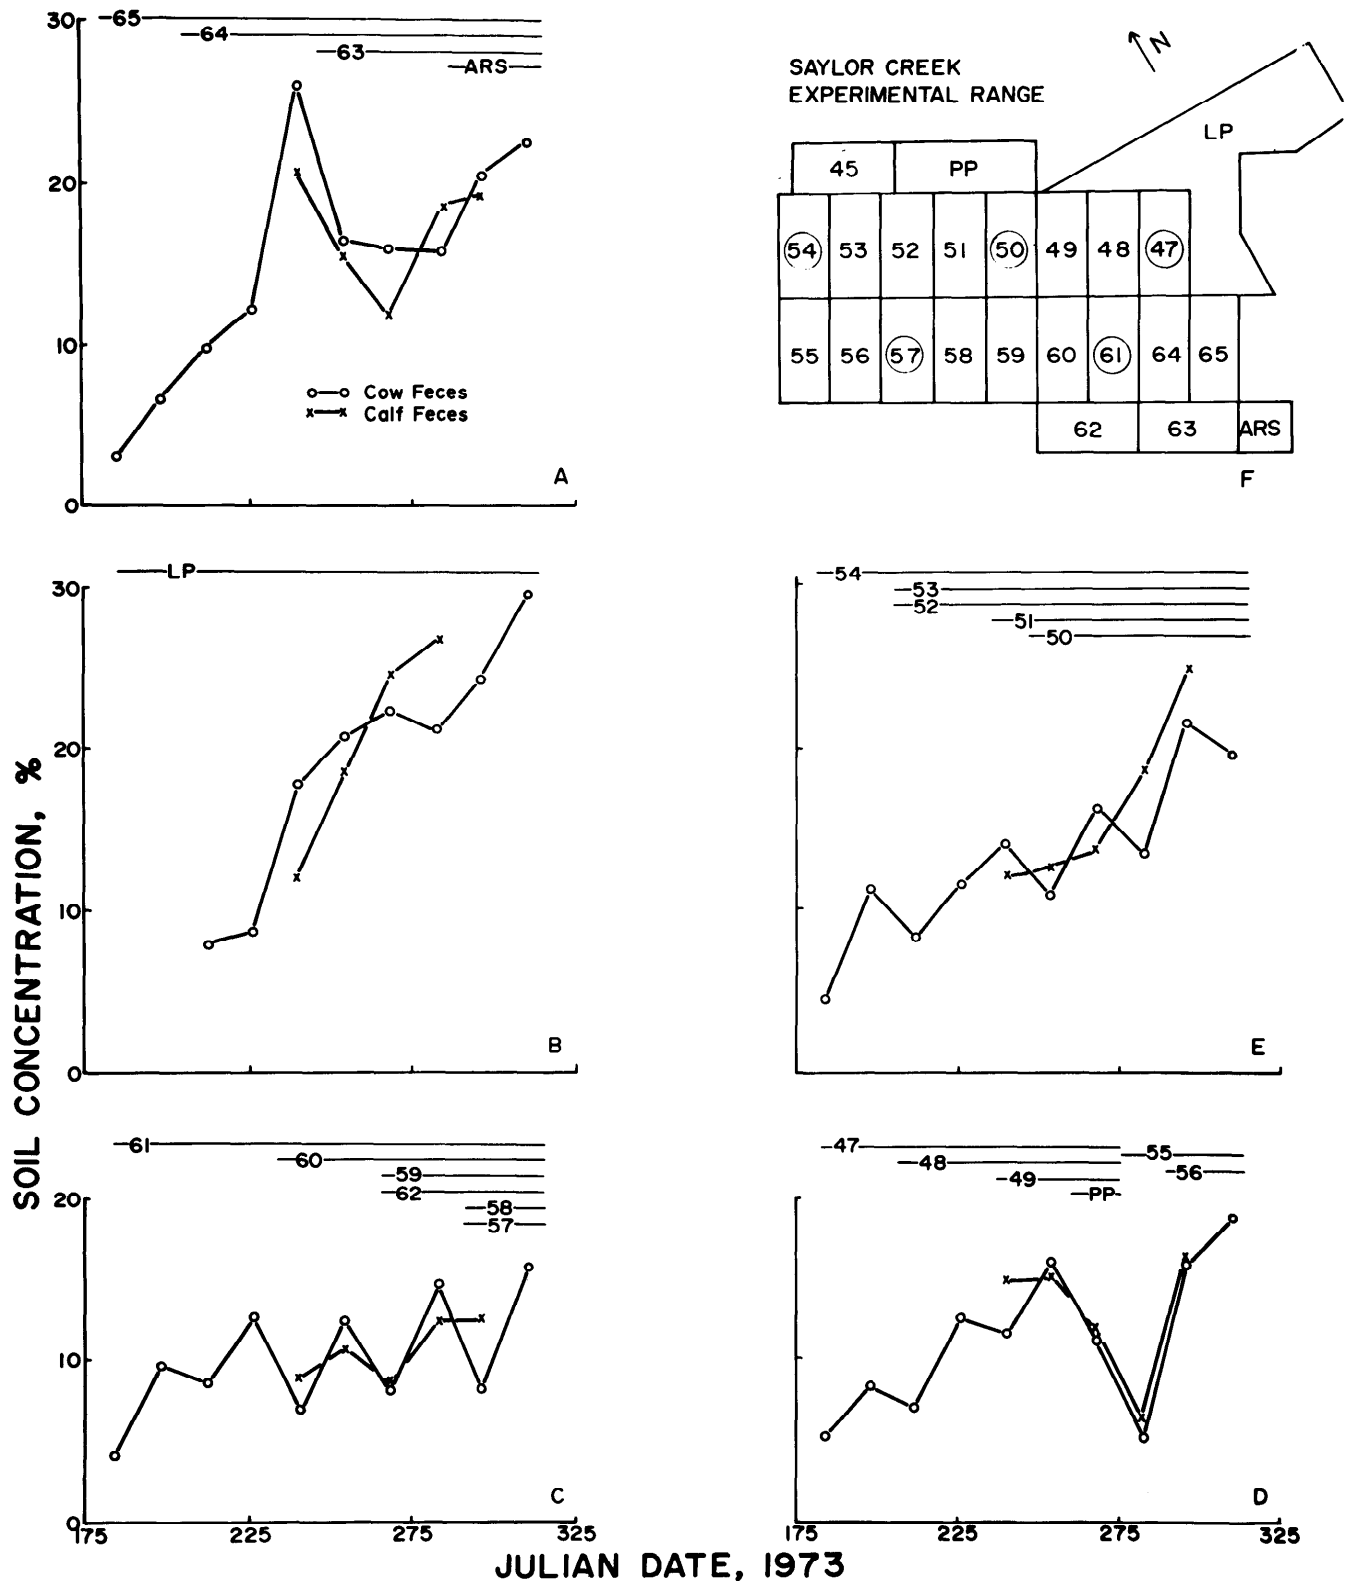 30
65
64
63
ARS
20
10
0
Cow Feces
Calf Feces
A
SAYLOR CREEK
EXPERIMENTAL RANGE
N
LP
45 PP
54 53 52 51 50 49 48 47
55 56 57 58 59 60 61 64 65
62 63 ARS
F
LP
30
20
10
0
B
54
53
52
51
50
E
SOIL CONCENTRATION, %
61
60
59
62
58
57
20
10
0
175 225 275 325
C
47
48
49
PP
55
56
D
175 225 275 325
JULIAN DATE, 1973